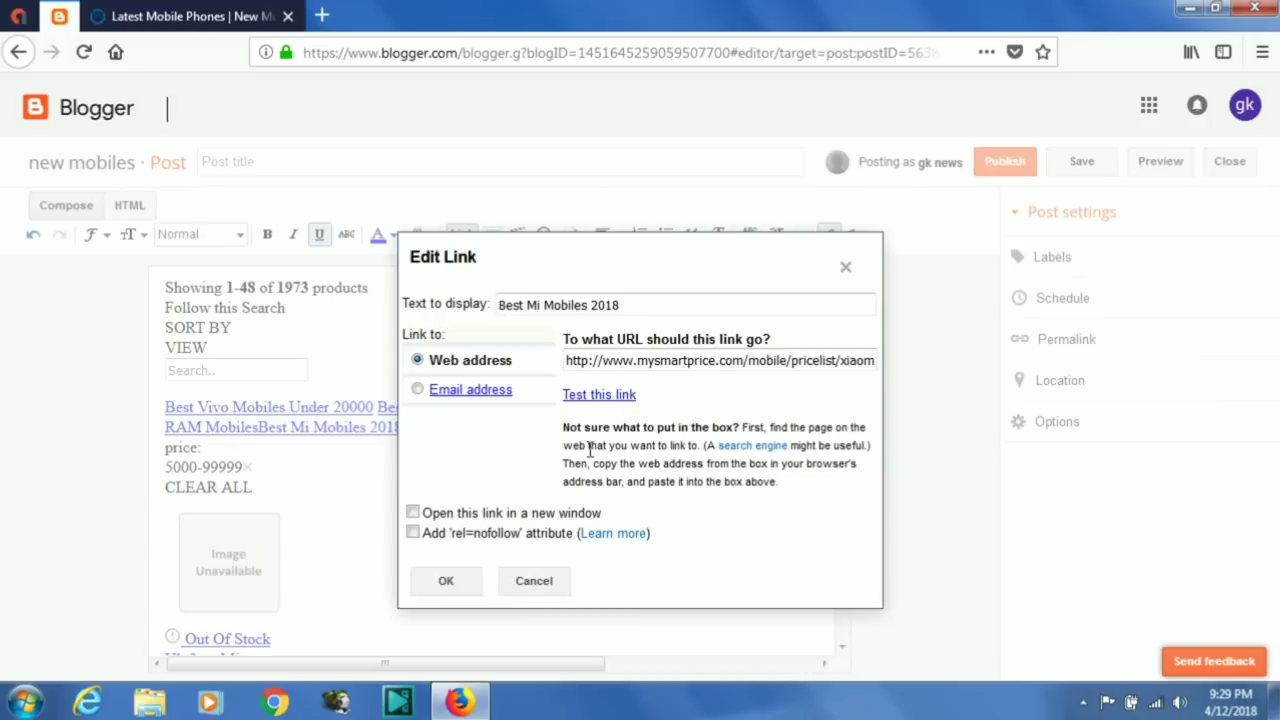 Latest Mobile Phones | New M
https://www.blogger.com/blogger.g?blogID=1451645259059507700#editor/target=post;postID=5638
Blogger
gk
new mobiles · Post
Post title
Posting as gk news
Publish
Save
Preview
Close
Compose
HTML
Post settings
Normal
B
I
U
ABC
A
Edit Link
Labels
Showing 1-48 of 1973 products
Follow this Search
Text to display:
Best Mi Mobiles 2018
Schedule
SORT BY
VIEW
Link to:
To what URL should this link go?
Permalink
Search..
Web address
http://www.mysmartprice.com/mobile/pricelist/xiaom
Email address
Test this link
Location
Best Vivo Mobiles Under 20000 Be
RAM MobilesBest Mi Mobiles 2018
Not sure what to put in the box? First, find the page on the
web that you want to link to. (A search engine might be useful.)
Then, copy the web address from the box in your browser's
address bar, and paste it into the box above.
Options
price:
5000-99999×
CLEAR ALL
Open this link in a new window
Add 'rel=nofollow' attribute (Learn more)
Image
Unavailable
OK
Cancel
Out Of Stock
Send feedback
9:29 PM
4/12/2018